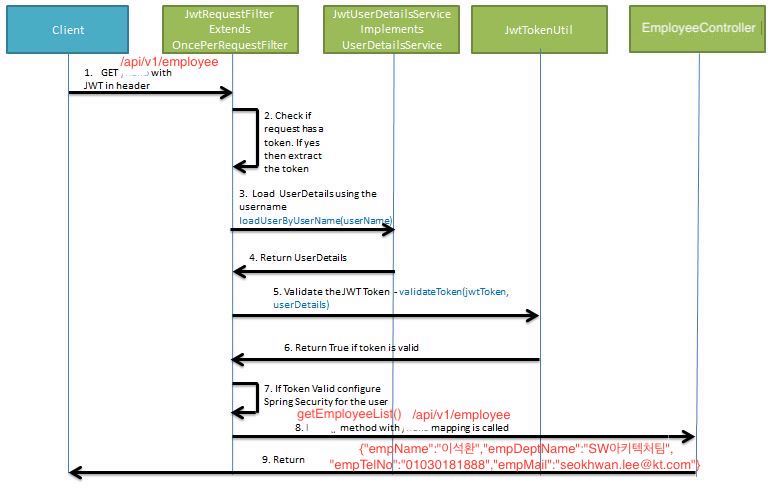 Client
JwtRequestFilter
Extends
OncePerRequestFilter
JwtUserDetailsService
Implements
UserDetailsService
JwtTokenUtil
EmployeeController
/api/v1/employee
1. GET with
JWT in header
2. Check if
request has a
token. If yes
then extract
the token
3. Load UserDetails using the
username
loadUserByUserName(userName)
4. Return UserDetails
5. Validate the JWT Token - validateToken(jwtToken,
userDetails)
6. Return True if token is valid
7. If Token Valid configure
Spring Security for the user
getEmployeeList() /api/v1/employee
8. method with mapping is called
{"empName":"이석환","empDeptName":"SW아키텍처팀",
"empTelNo":"01030181888","empMail":"seokhwan.lee@kt.com"}
9. Return